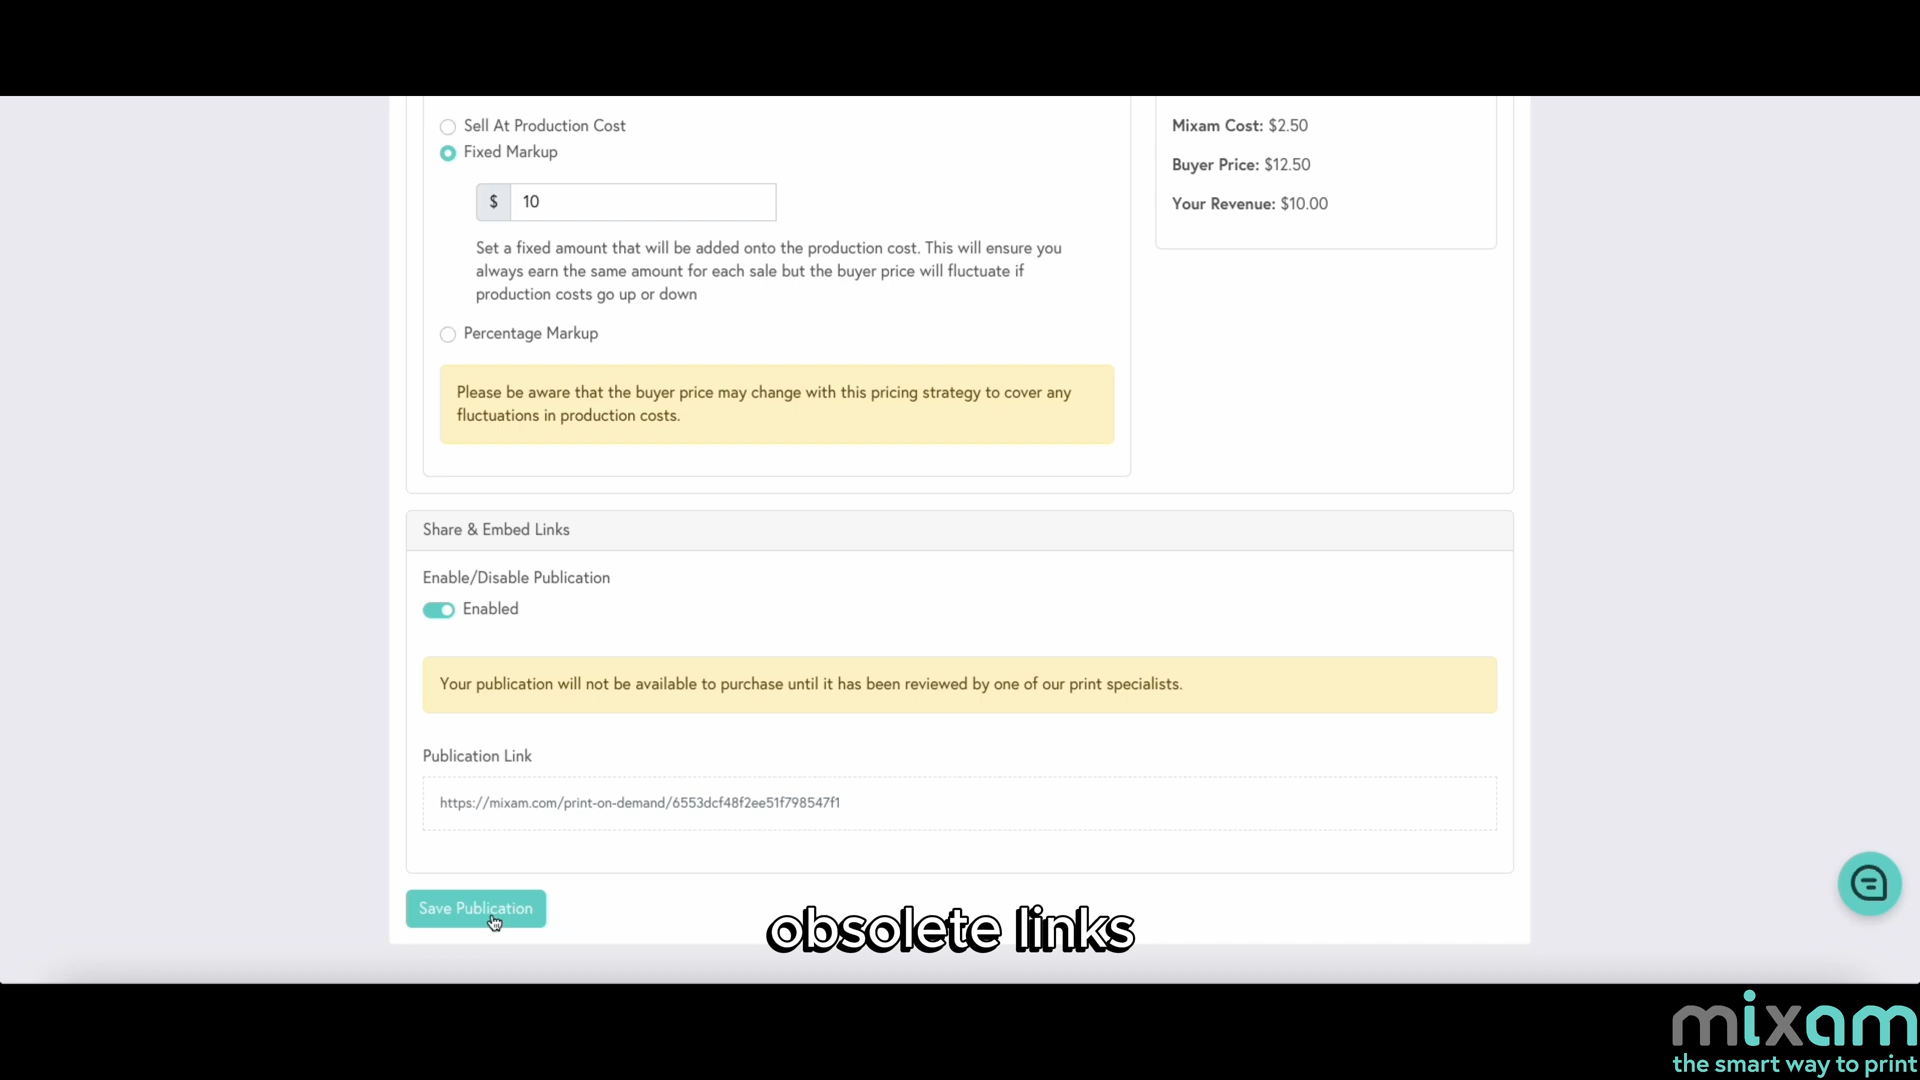 Sell At Production Cost
Fixed Markup
$ 10
Set a fixed amount that will be added onto the production cost. This will ensure you
always earn the same amount for each sale but the buyer price will fluctuate if
production costs go up or down
Percentage Markup
Please be aware that the buyer price may change with this pricing strategy to cover any
fluctuations in production costs.
Mixam Cost: $2.50
Buyer Price: $12.50
Your Revenue: $10.00
Share & Embed Links
Enable/Disable Publication
Enabled
Your publication will not be available to purchase until it has been reviewed by one of our print specialists.
Publication Link
https://mixam.com/print-on-demand/6553dcf48f2ee51f798547f1
Save Publication
obsolete links
mixam
the smart way to print